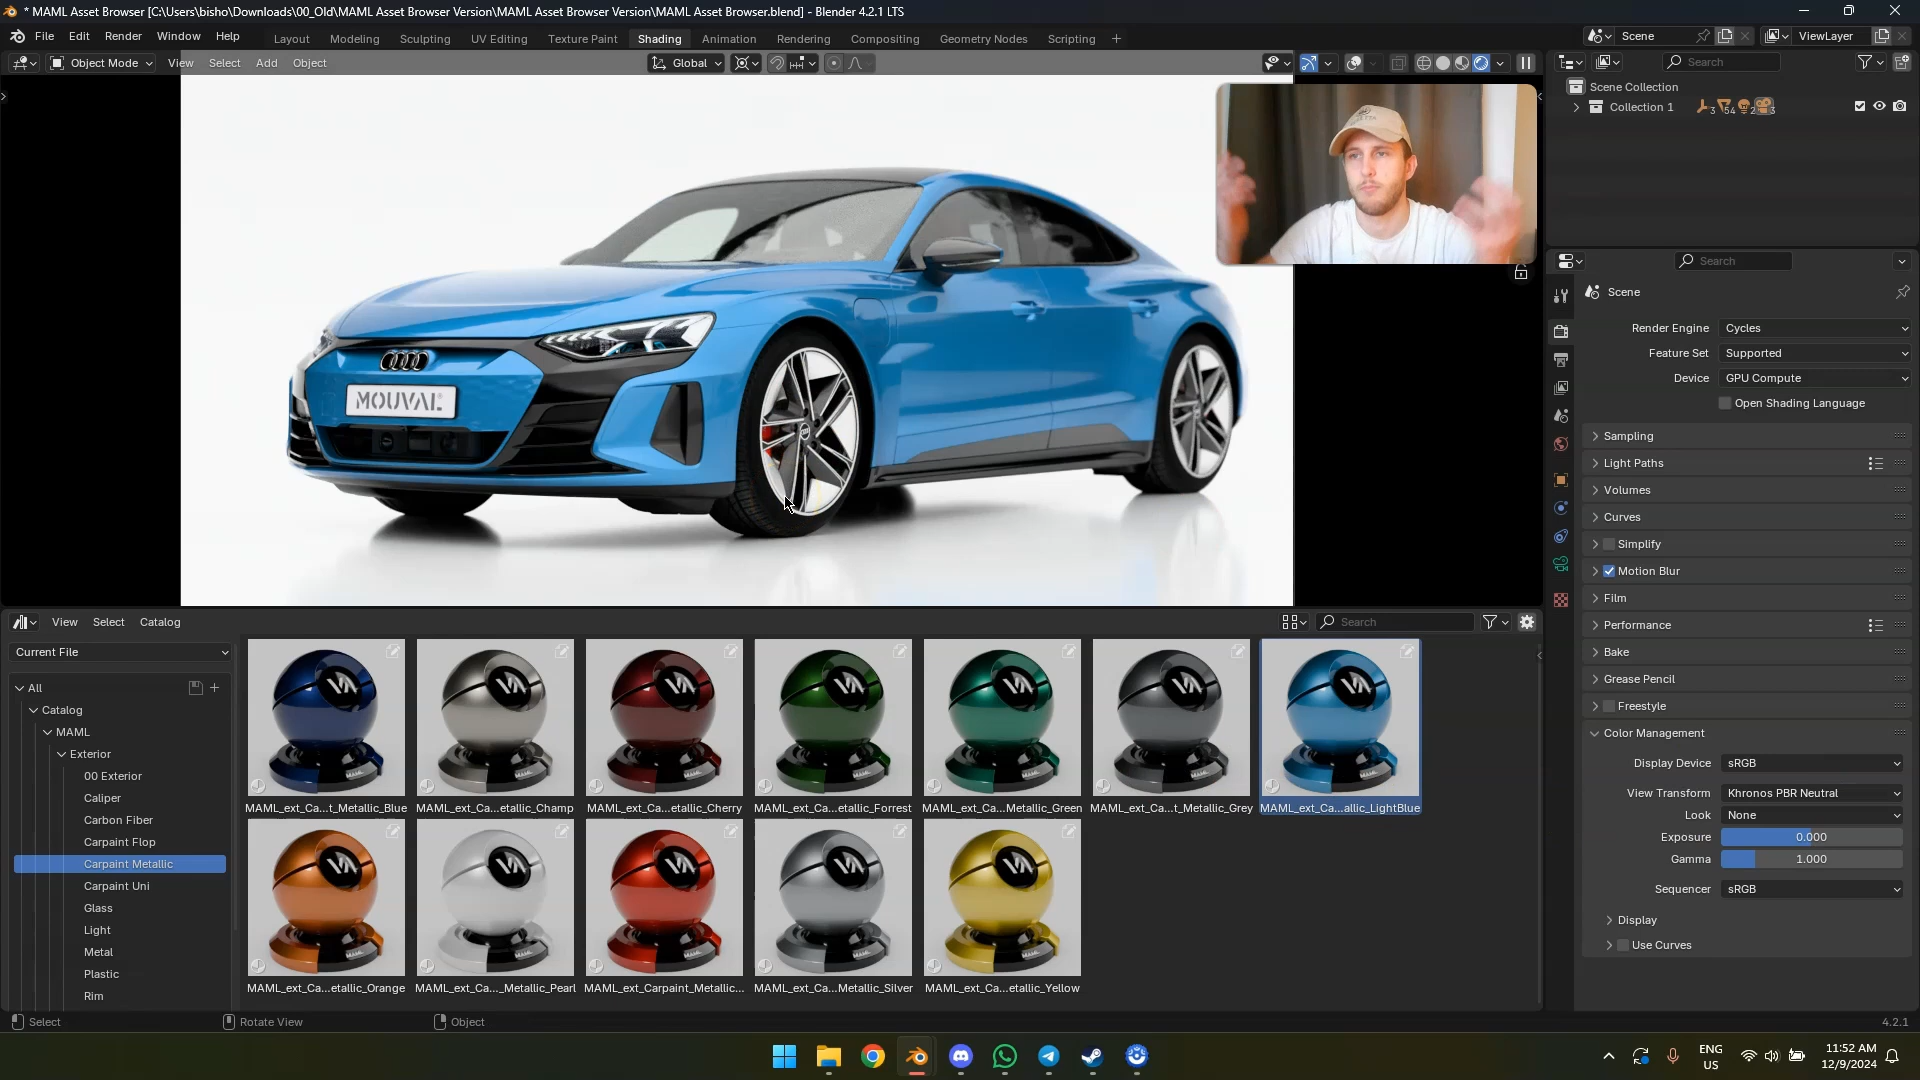 * MAML Asset Browser [C:\Users\bisho\Downloads\00_Old\MAML Asset Browser Version\MAML Asset Browser Version\MAML Asset Browser.blend] - Blender 4.2.1 LTS
File Edit Render Window Help Layout Modeling Sculpting UV Editing Texture Paint Shading Animation Rendering Compositing Geometry Nodes Scripting + Scene ViewLayer
Object Mode View Select Add Object Global Search
Scene Collection
Collection 1 3 54 2 3
Search
Scene
Render Engine Cycles
Feature Set Supported
Device GPU Compute
Open Shading Language
Sampling
Light Paths
Volumes
Curves
Simplify
Motion Blur
Film
Performance
Bake
Grease Pencil
Freestyle
Color Management
Display Device sRGB
View Transform Khronos PBR Neutral
Look None
Exposure 0.000
Gamma 1.000
Sequencer sRGB
Display
Use Curves
MOUVAL
View Select Catalog Search
Current File
All
Catalog
MAML
Exterior
00 Exterior
Caliper
Carbon Fiber
Carpaint Flop
Carpaint Metallic
Carpaint Uni
Glass
Light
Metal
Plastic
Rim
MAML_ext_Ca...t_Metallic_Blue MAML_ext_Ca...etallic_Champ MAML_ext_Ca...etallic_Cherry MAML_ext_Ca...etallic_Forrest MAML_ext_Ca...Metallic_Green MAML_ext_Ca...t_Metallic_Grey MAML_ext_Ca...allic_LightBlue
MAML_ext_Ca...etallic_Orange MAML_ext_Ca..._Metallic_Pearl MAML_ext_Carpaint_Metallic... MAML_ext_Ca...Metallic_Silver MAML_ext_Ca...etallic_Yellow
Select Rotate View Object 4.2.1
ENG
US
11:52 AM
12/9/2024